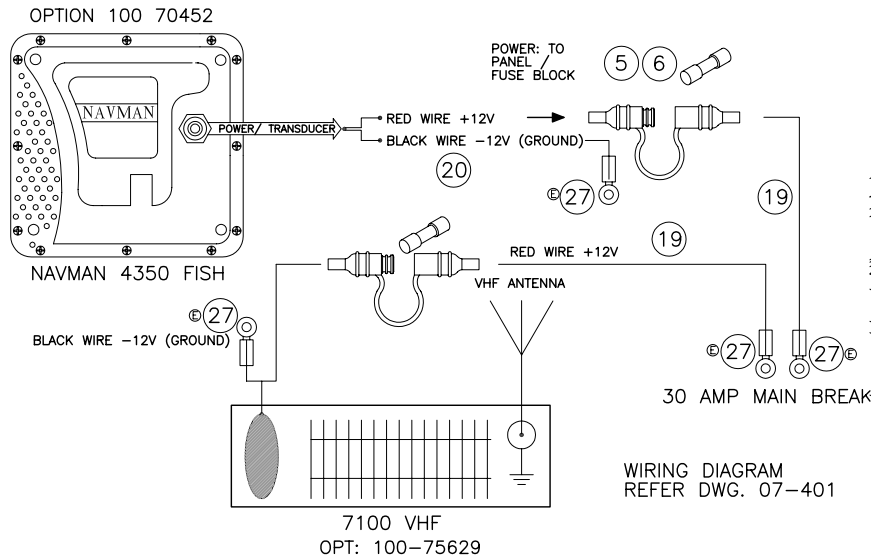 OPTION 100 70452
NAVMAN
POWER/ TRANSDUCER
NAVMAN 4350 FISH
POWER: TO
PANEL /
FUSE BLOCK
5 6
RED WIRE +12V
BLACK WIRE -12V (GROUND)
20
E 27
19
19
RED WIRE +12V
VHF ANTENNA
E 27
BLACK WIRE -12V (GROUND)
E 27 27 E
30 AMP MAIN BREAK
7100 VHF
OPT: 100-75629
WIRING DIAGRAM
REFER DWG. 07-401